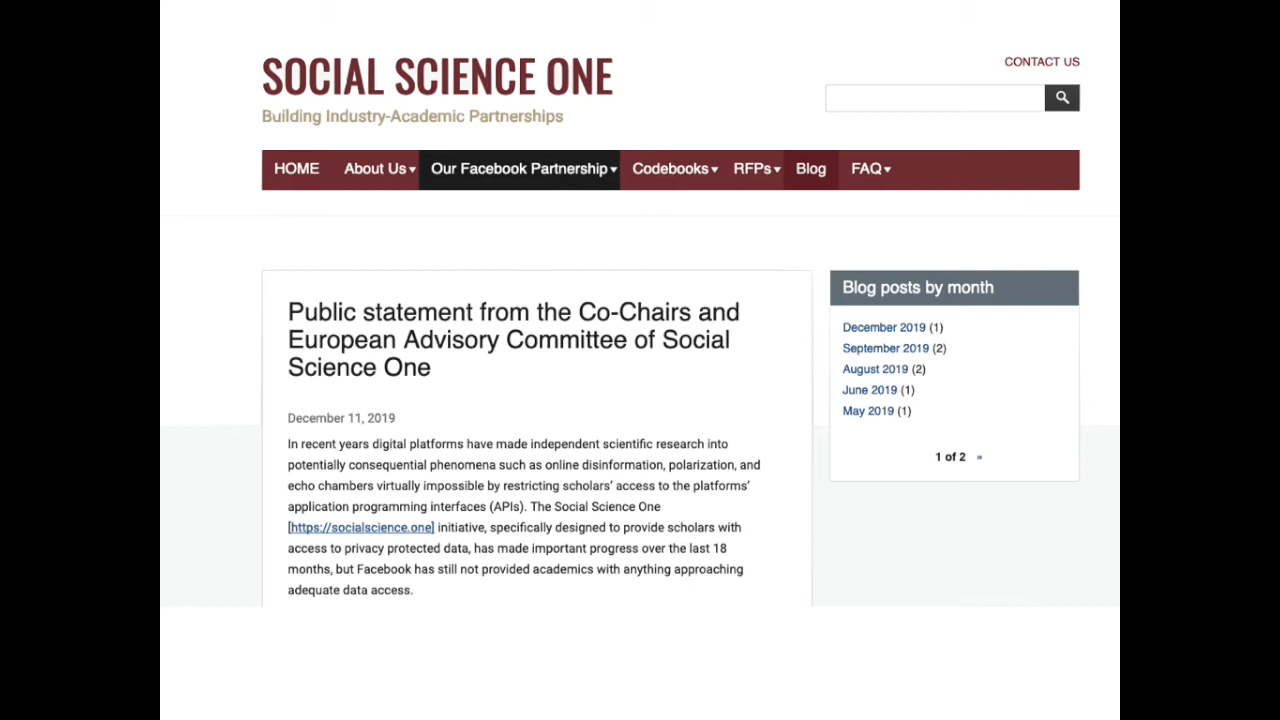 SOCIAL SCIENCE ONE
Building Industry-Academic Partnerships
CONTACT US
HOME About Us▾ Our Facebook Partnership▾ Codebooks▾ RFPs▾ Blog FAQ▾
Public statement from the Co-Chairs and
European Advisory Committee of Social
Science One
December 11, 2019
In recent years digital platforms have made independent scientific research into
potentially consequential phenomena such as online disinformation, polarization, and
echo chambers virtually impossible by restricting scholars’ access to the platforms’
application programming interfaces (APIs). The Social Science One
[https://socialscience.one] initiative, specifically designed to provide scholars with
access to privacy protected data, has made important progress over the last 18
months, but Facebook has still not provided academics with anything approaching
adequate data access.
Blog posts by month
December 2019 (1)
September 2019 (2)
August 2019 (2)
June 2019 (1)
May 2019 (1)
1 of 2 »